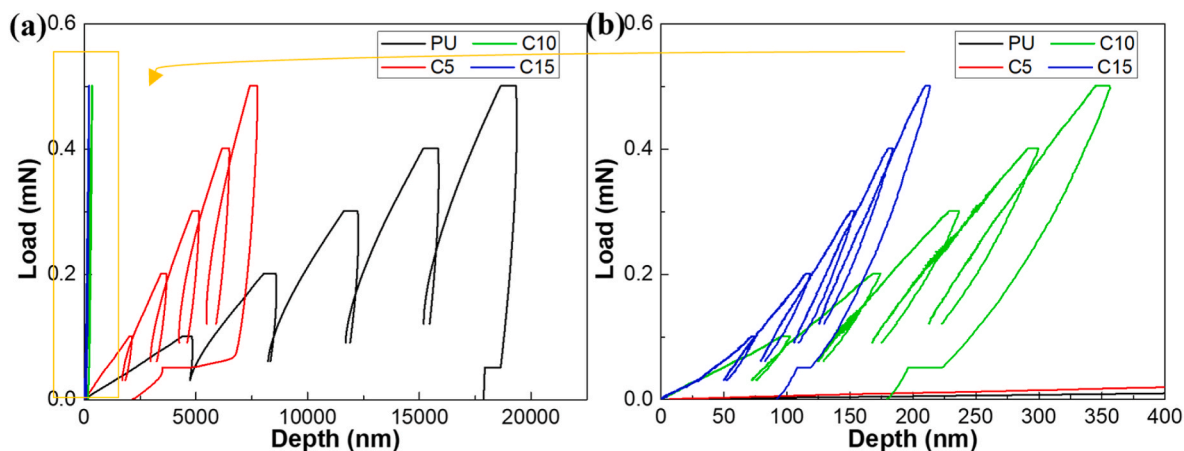 (a)
0.6
0.4
0.2
0.0
Load (mN)
PU C10
C5 C15
0 5000 10000 15000 20000
Depth (nm)
(b)
0.6
0.4
0.2
0.0
Load (mN)
PU C10
C5 C15
0 50 100 150 200 250 300 350 400
Depth (nm)